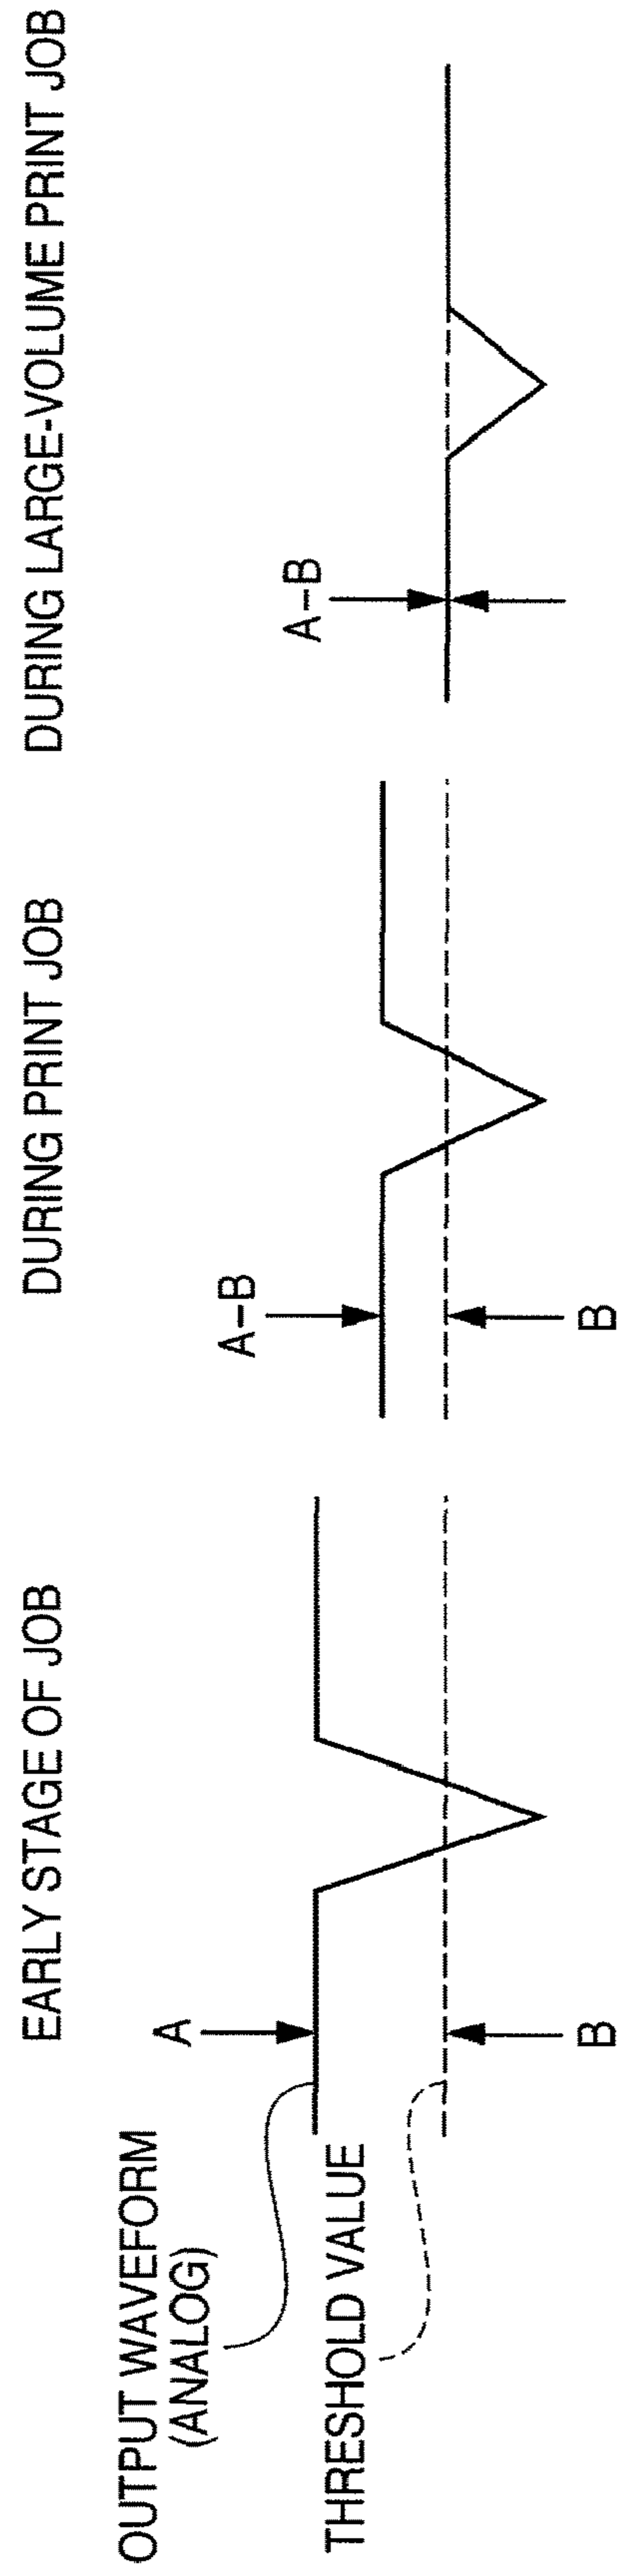 EARLY STAGE OF JOB
DURING PRINT JOB
DURING LARGE-VOLUME PRINT JOB
OUTPUT WAVEFORM
(ANALOG)
A
A-B
A-B
THRESHOLD VALUE
B
B